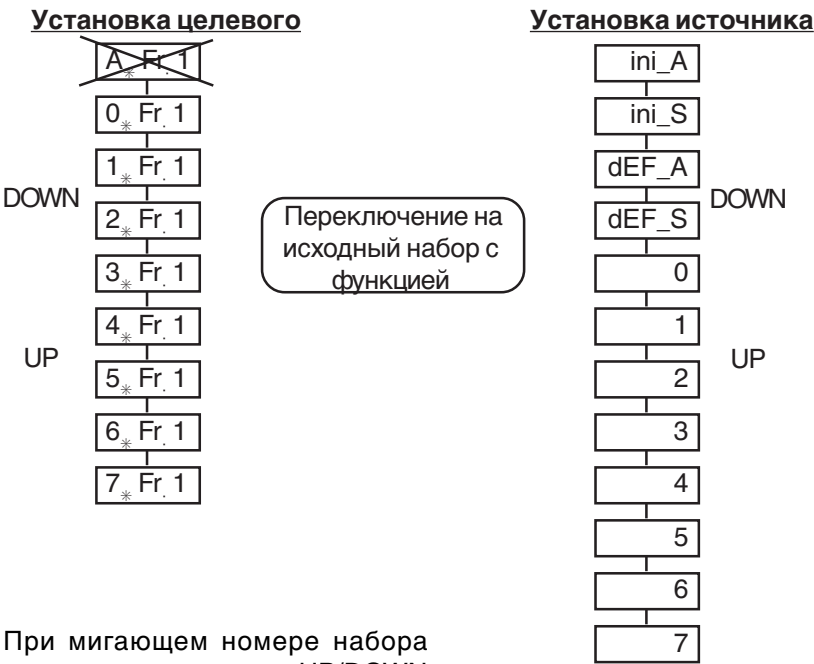 Установка целевого
A✳ Fr. 1
0✳ Fr. 1
1✳ Fr. 1
2✳ Fr. 1
3✳ Fr. 1
4✳ Fr. 1
5✳ Fr. 1
6✳ Fr. 1
7✳ Fr. 1
DOWN
UP
Переключение на
исходный набор с
функцией
Установка источника
ini_A
ini_S
dEF_A
dEF_S
0
1
2
3
4
5
6
7
DOWN
UP
При мигающем номере набора
UP/DOWN